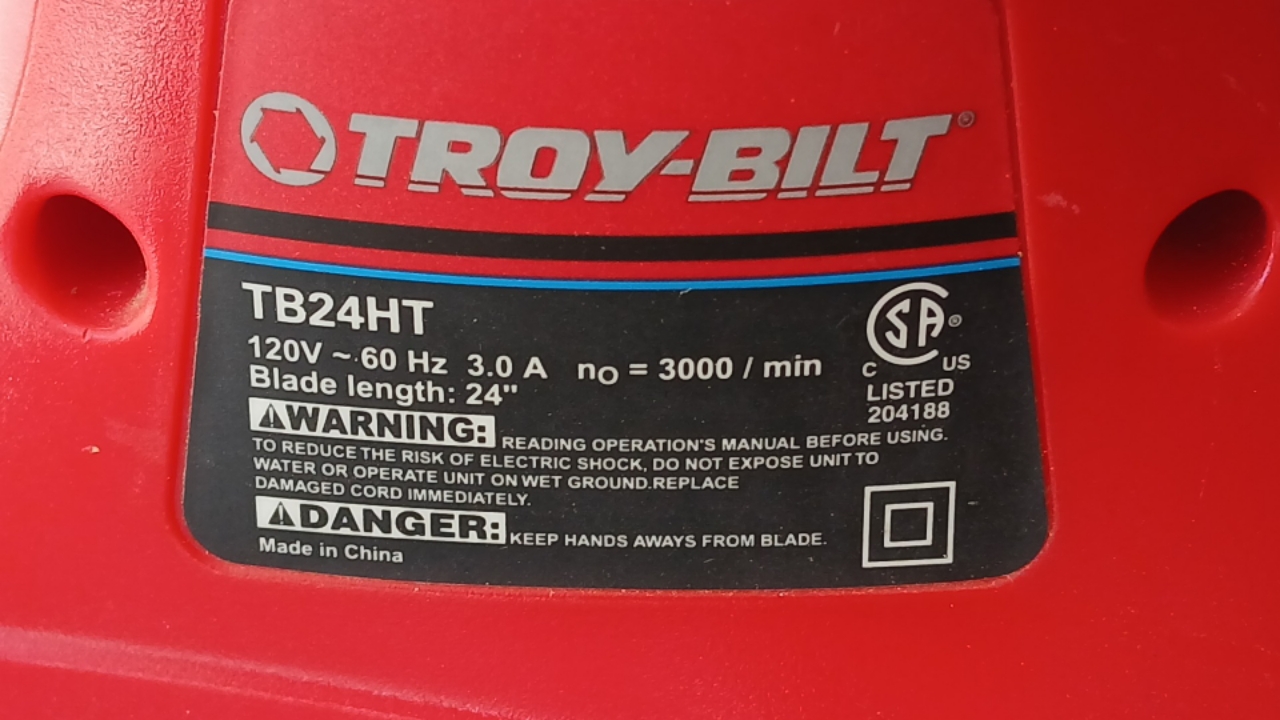 TROY-BILT®
TB24HT
120V ~ 60 Hz 3.0 A nO = 3000 / min
Blade length: 24"
WARNING: READING OPERATION'S MANUAL BEFORE USING.
TO REDUCE THE RISK OF ELECTRIC SHOCK, DO NOT EXPOSE UNIT TO
WATER OR OPERATE UNIT ON WET GROUND.REPLACE
DAMAGED CORD IMMEDIATELY.
DANGER: KEEP HANDS AWAYS FROM BLADE.
Made in China
SA®
C US
LISTED
204188